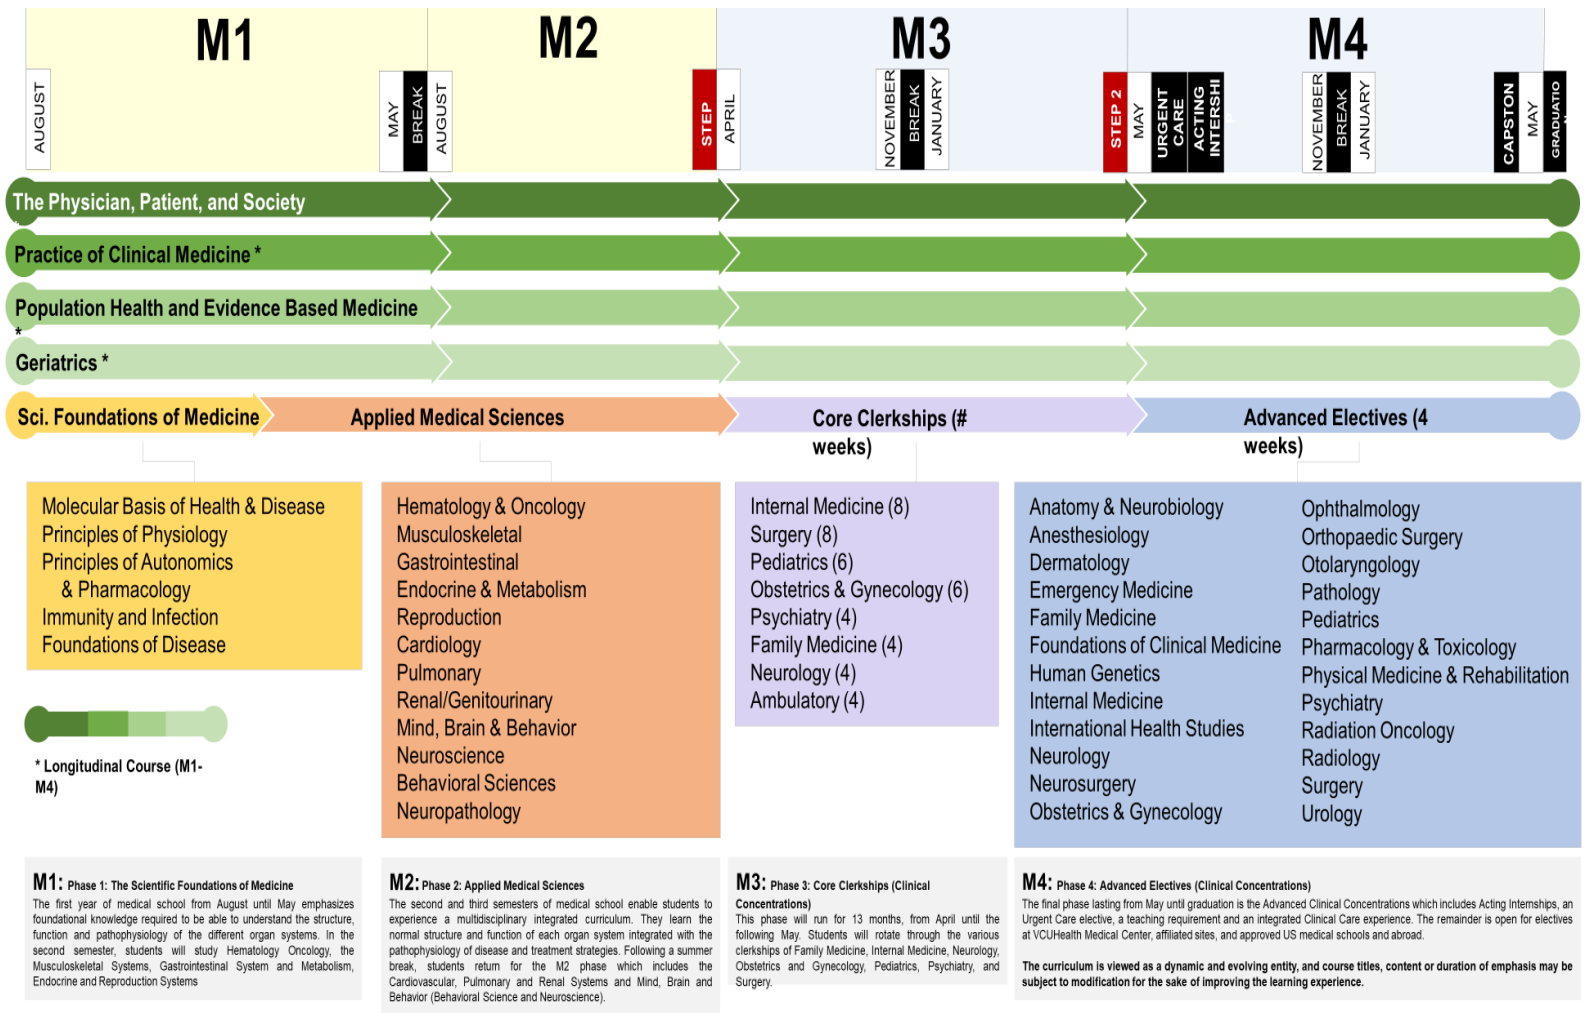 M1
M2
M3
M4
AUGUST
MAY
BREAK
AUGUST
STEP
APRIL
NOVEMBER
BREAK
JANUARY
STEP 2
MAY
URGENT
CARE
ACTING
INTERSHI
NOVEMBER
BREAK
JANUARY
CAPSTON
MAY
GRADUATIO
The Physician, Patient, and Society
Practice of Clinical Medicine *
Population Health and Evidence Based Medicine
*
Geriatrics *
Sci. Foundations of Medicine
Applied Medical Sciences
Core Clerkships (#
weeks)
Advanced Electives (4
weeks)
Molecular Basis of Health & Disease
Principles of Physiology
Principles of Autonomics
& Pharmacology
Immunity and Infection
Foundations of Disease
* Longitudinal Course (M1-
M4)
Hematology & Oncology
Musculoskeletal
Gastrointestinal
Endocrine & Metabolism
Reproduction
Cardiology
Pulmonary
Renal/Genitourinary
Mind, Brain & Behavior
Neuroscience
Behavioral Sciences
Neuropathology
Internal Medicine (8)
Surgery (8)
Pediatrics (6)
Obstetrics & Gynecology (6)
Psychiatry (4)
Family Medicine (4)
Neurology (4)
Ambulatory (4)
Anatomy & Neurobiology
Anesthesiology
Dermatology
Emergency Medicine
Family Medicine
Foundations of Clinical Medicine
Human Genetics
Internal Medicine
International Health Studies
Neurology
Neurosurgery
Obstetrics & Gynecology
Ophthalmology
Orthopaedic Surgery
Otolaryngology
Pathology
Pediatrics
Pharmacology & Toxicology
Physical Medicine & Rehabilitation
Psychiatry
Radiation Oncology
Radiology
Surgery
Urology
M1: Phase 1: The Scientific Foundations of Medicine
The first year of medical school from August until May emphasizes
foundational knowledge required to be able to understand the structure,
function and pathophysiology of the different organ systems. In the
second semester, students will study Hematology Oncology, the
Musculoskeletal Systems, Gastrointestinal System and Metabolism,
Endocrine and Reproduction Systems
M2: Phase 2: Applied Medical Sciences
The second and third semesters of medical school enable students to
experience a multidisciplinary integrated curriculum. They learn the
normal structure and function of each organ system integrated with the
pathophysiology of disease and treatment strategies. Following a summer
break, students return for the M2 phase which includes the
Cardiovascular, Pulmonary and Renal Systems and Mind, Brain and
Behavior (Behavioral Science and Neuroscience).
M3: Phase 3: Core Clerkships (Clinical
Concentrations)
This phase will run for 13 months, from April until the
following May. Students will rotate through the various
clerkships of Family Medicine, Internal Medicine, Neurology,
Obstetrics and Gynecology, Pediatrics, Psychiatry, and
Surgery.
M4: Phase 4: Advanced Electives (Clinical Concentrations)
The final phase lasting from May until graduation is the Advanced Clinical Concentrations which includes Acting Internships, an
Urgent Care elective, a teaching requirement and an integrated Clinical Care experience. The remainder is open for electives
at VCUHealth Medical Center, affiliated sites, and approved US medical schools and abroad.
The curriculum is viewed as a dynamic and evolving entity, and course titles, content or duration of emphasis may be
subject to modification for the sake of improving the learning experience.